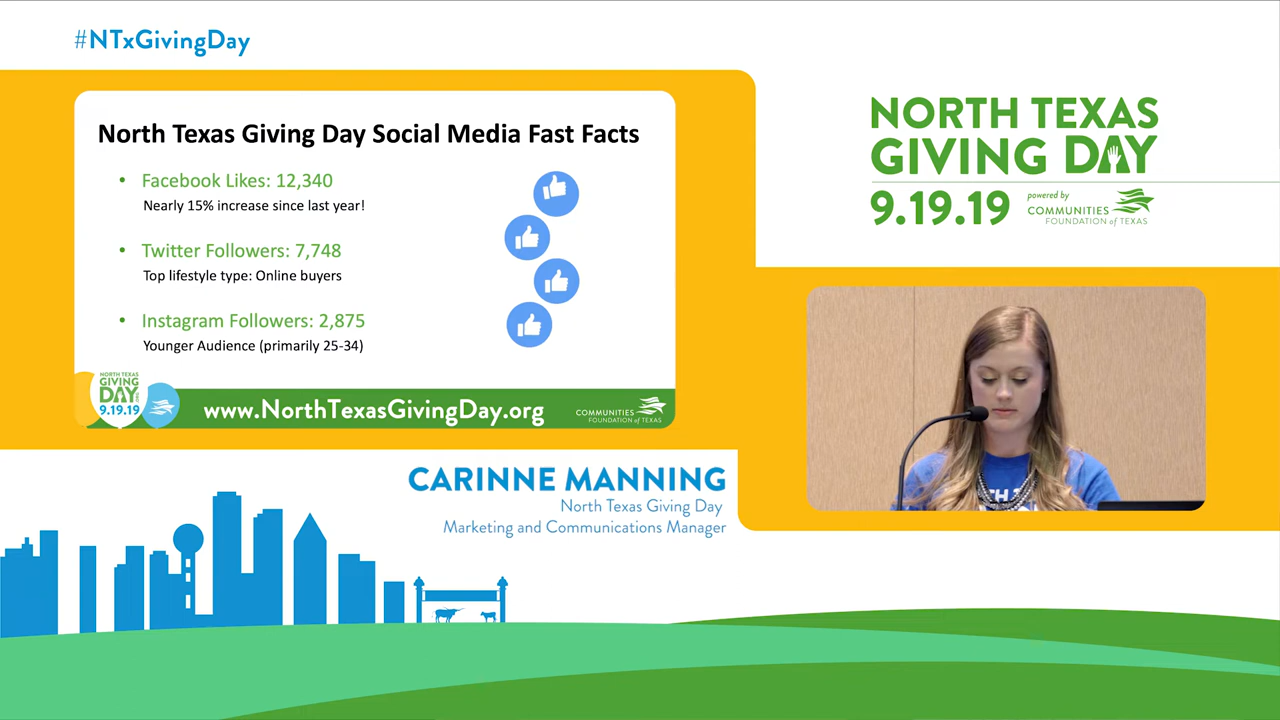 #NTxGivingDay
North Texas Giving Day Social Media Fast Facts
• Facebook Likes: 12,340
Nearly 15% increase since last year!
• Twitter Followers: 7,748
Top lifestyle type: Online buyers
• Instagram Followers: 2,875
Younger Audience (primarily 25-34)
NORTH TEXAS
GIVING
DAY
9.19.19
www.NorthTexasGivingDay.org
COMMUNITIES
FOUNDATION of TEXAS
NORTH TEXAS
GIVING DAY
9.19.19
powered by
COMMUNITIES
FOUNDATION of TEXAS
CARINNE MANNING
North Texas Giving Day
Marketing and Communications Manager